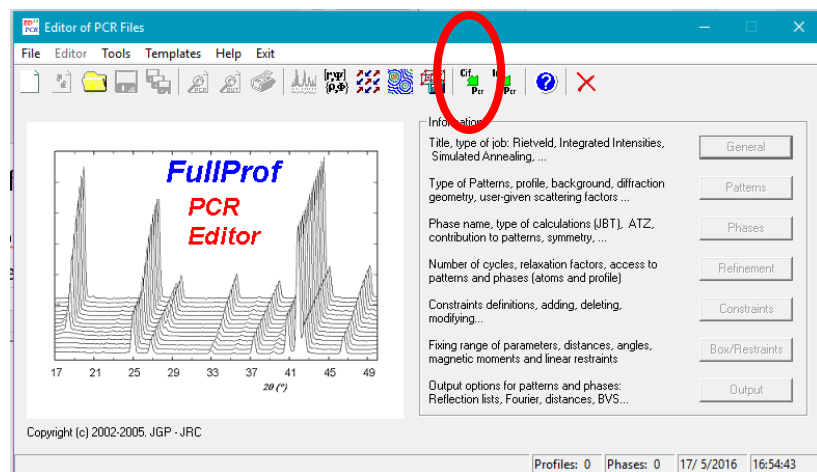 Editor of PCR Files
File Editor Tools Templates Help Exit
Cif Pcr Pcr
Information
Title, type of job: Rietveld, Integrated Intensities,
Simulated Annealing, ...
General
Type of Patterns, profile, background, diffraction
geometry, user-given scattering factors ...
Patterns
Phase name, type of calculations (JBT), ATZ,
contribution to patterns, symmetry, ...
Phases
Number of cycles, relaxation factors, access to
patterns and phases (atoms and profile)
Refinement
Constraints definitions, adding, deleting,
modifying...
Constraints
Fixing range of parameters, distances, angles,
magnetic moments and linear restraints
Box/Restraints
Output options for patterns and phases:
Reflection lists, Fourier, distances, BVS...
Output
FullProf
PCR
Editor
17 21 25 29 33 37 41 45 49
2θ (°)
Copyright (c) 2002-2005. JGP - JRC
Profiles: 0 Phases: 0 17/ 5/2016 16:54:43